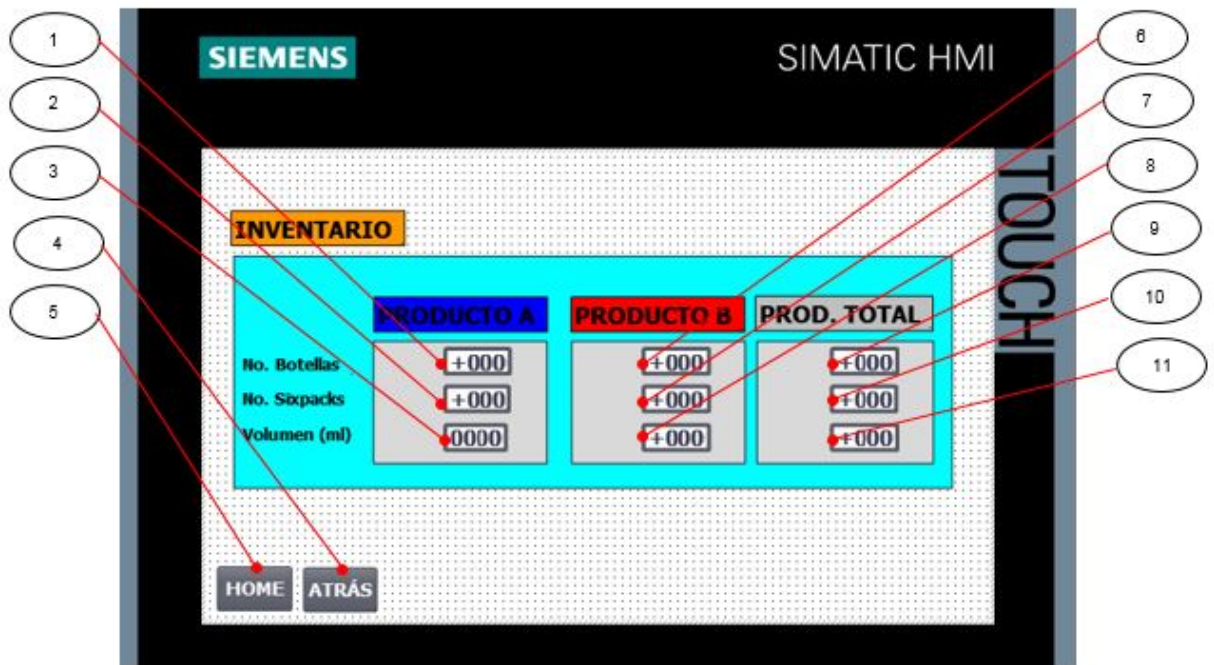 1
2
3
4
5
6
7
8
9
10
11
SIEMENS
SIMATIC HMI
TOUCH
INVENTARIO
PRODUCTO A PRODUCTO B PROD. TOTAL
No. Botellas +000 +000 +000
No. Sixpacks +000 +000 +000
Volumen (ml) 0000 +000 +000
HOME ATRÁS